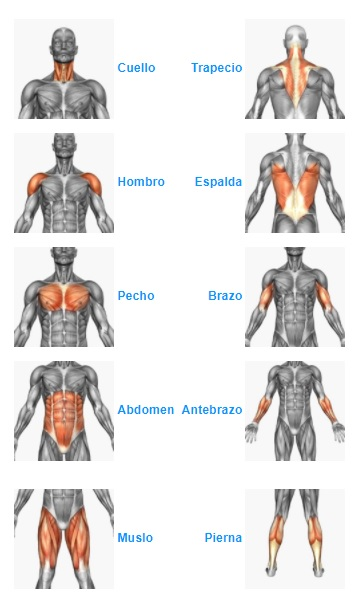 Cuello Trapecio
Hombro Espalda
Pecho Brazo
Abdomen Antebrazo
Muslo Pierna